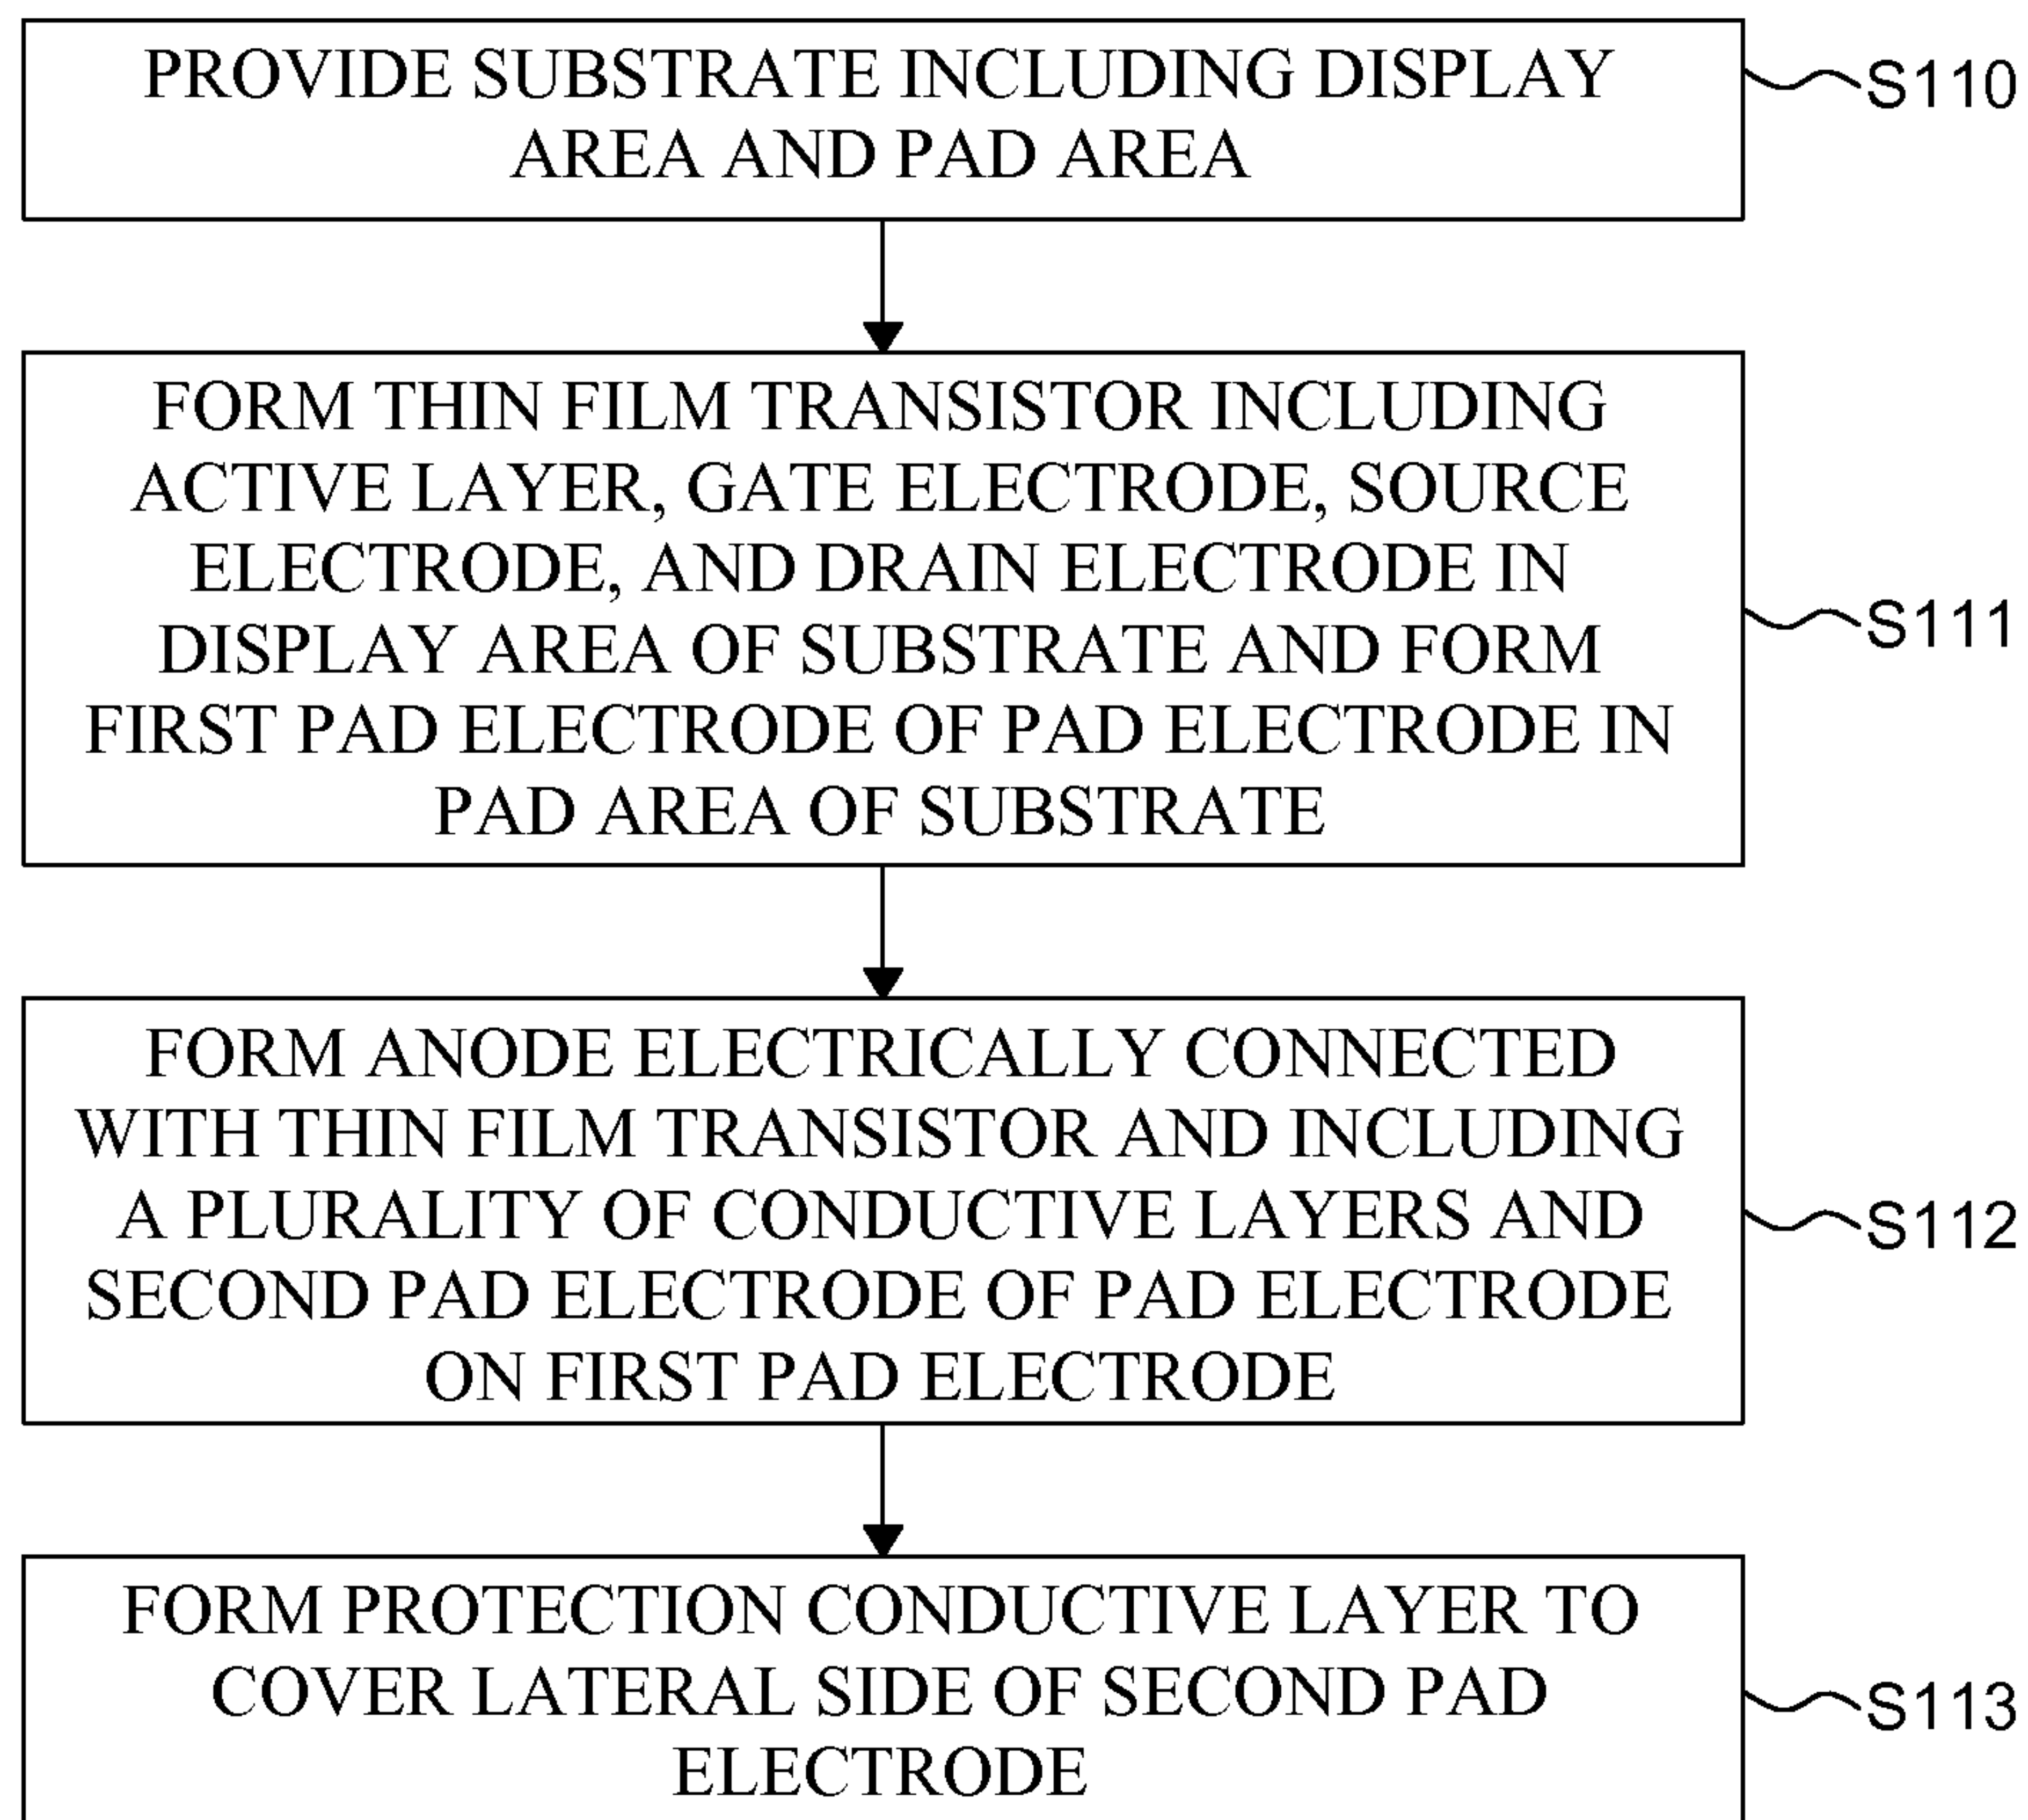 PROVIDE SUBSTRATE INCLUDING DISPLAY
AREA AND PAD AREA
S110
FORM THIN FILM TRANSISTOR INCLUDING
ACTIVE LAYER, GATE ELECTRODE, SOURCE
ELECTRODE, AND DRAIN ELECTRODE IN
DISPLAY AREA OF SUBSTRATE AND FORM
FIRST PAD ELECTRODE OF PAD ELECTRODE IN
PAD AREA OF SUBSTRATE
S111
FORM ANODE ELECTRICALLY CONNECTED
WITH THIN FILM TRANSISTOR AND INCLUDING
A PLURALITY OF CONDUCTIVE LAYERS AND
SECOND PAD ELECTRODE OF PAD ELECTRODE
ON FIRST PAD ELECTRODE
S112
FORM PROTECTION CONDUCTIVE LAYER TO
COVER LATERAL SIDE OF SECOND PAD
ELECTRODE
S113